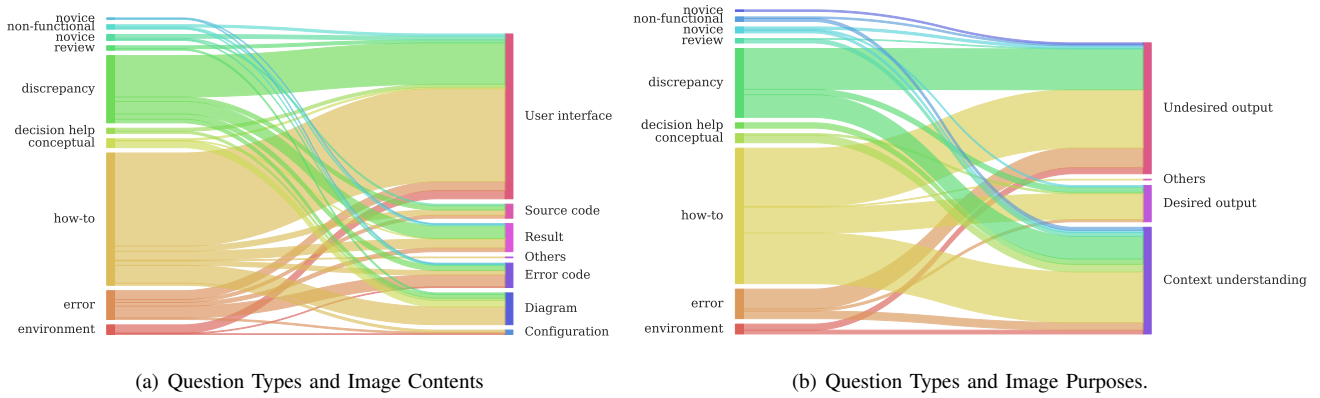 novice
non-functional
novice
review
discrepancy
decision help
conceptual
how-to
error
environment
User interface
Source code
Result
Others
Error code
Diagram
Configuration
(a) Question Types and Image Contents
novice
non-functional
novice
review
discrepancy
decision help
conceptual
how-to
error
environment
Undesired output
Others
Desired output
Context understanding
(b) Question Types and Image Purposes.